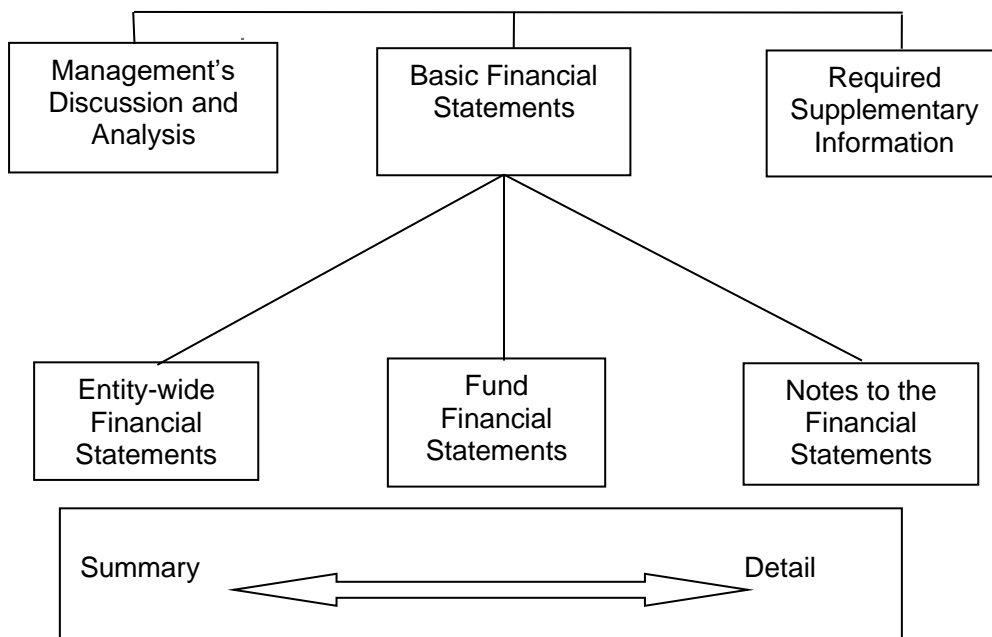 Management’s
Discussion and
Analysis
Basic Financial
Statements
Required
Supplementary
Information
Entity-wide
Financial
Statements
Fund
Financial
Statements
Notes to the
Financial
Statements
Summary
Detail